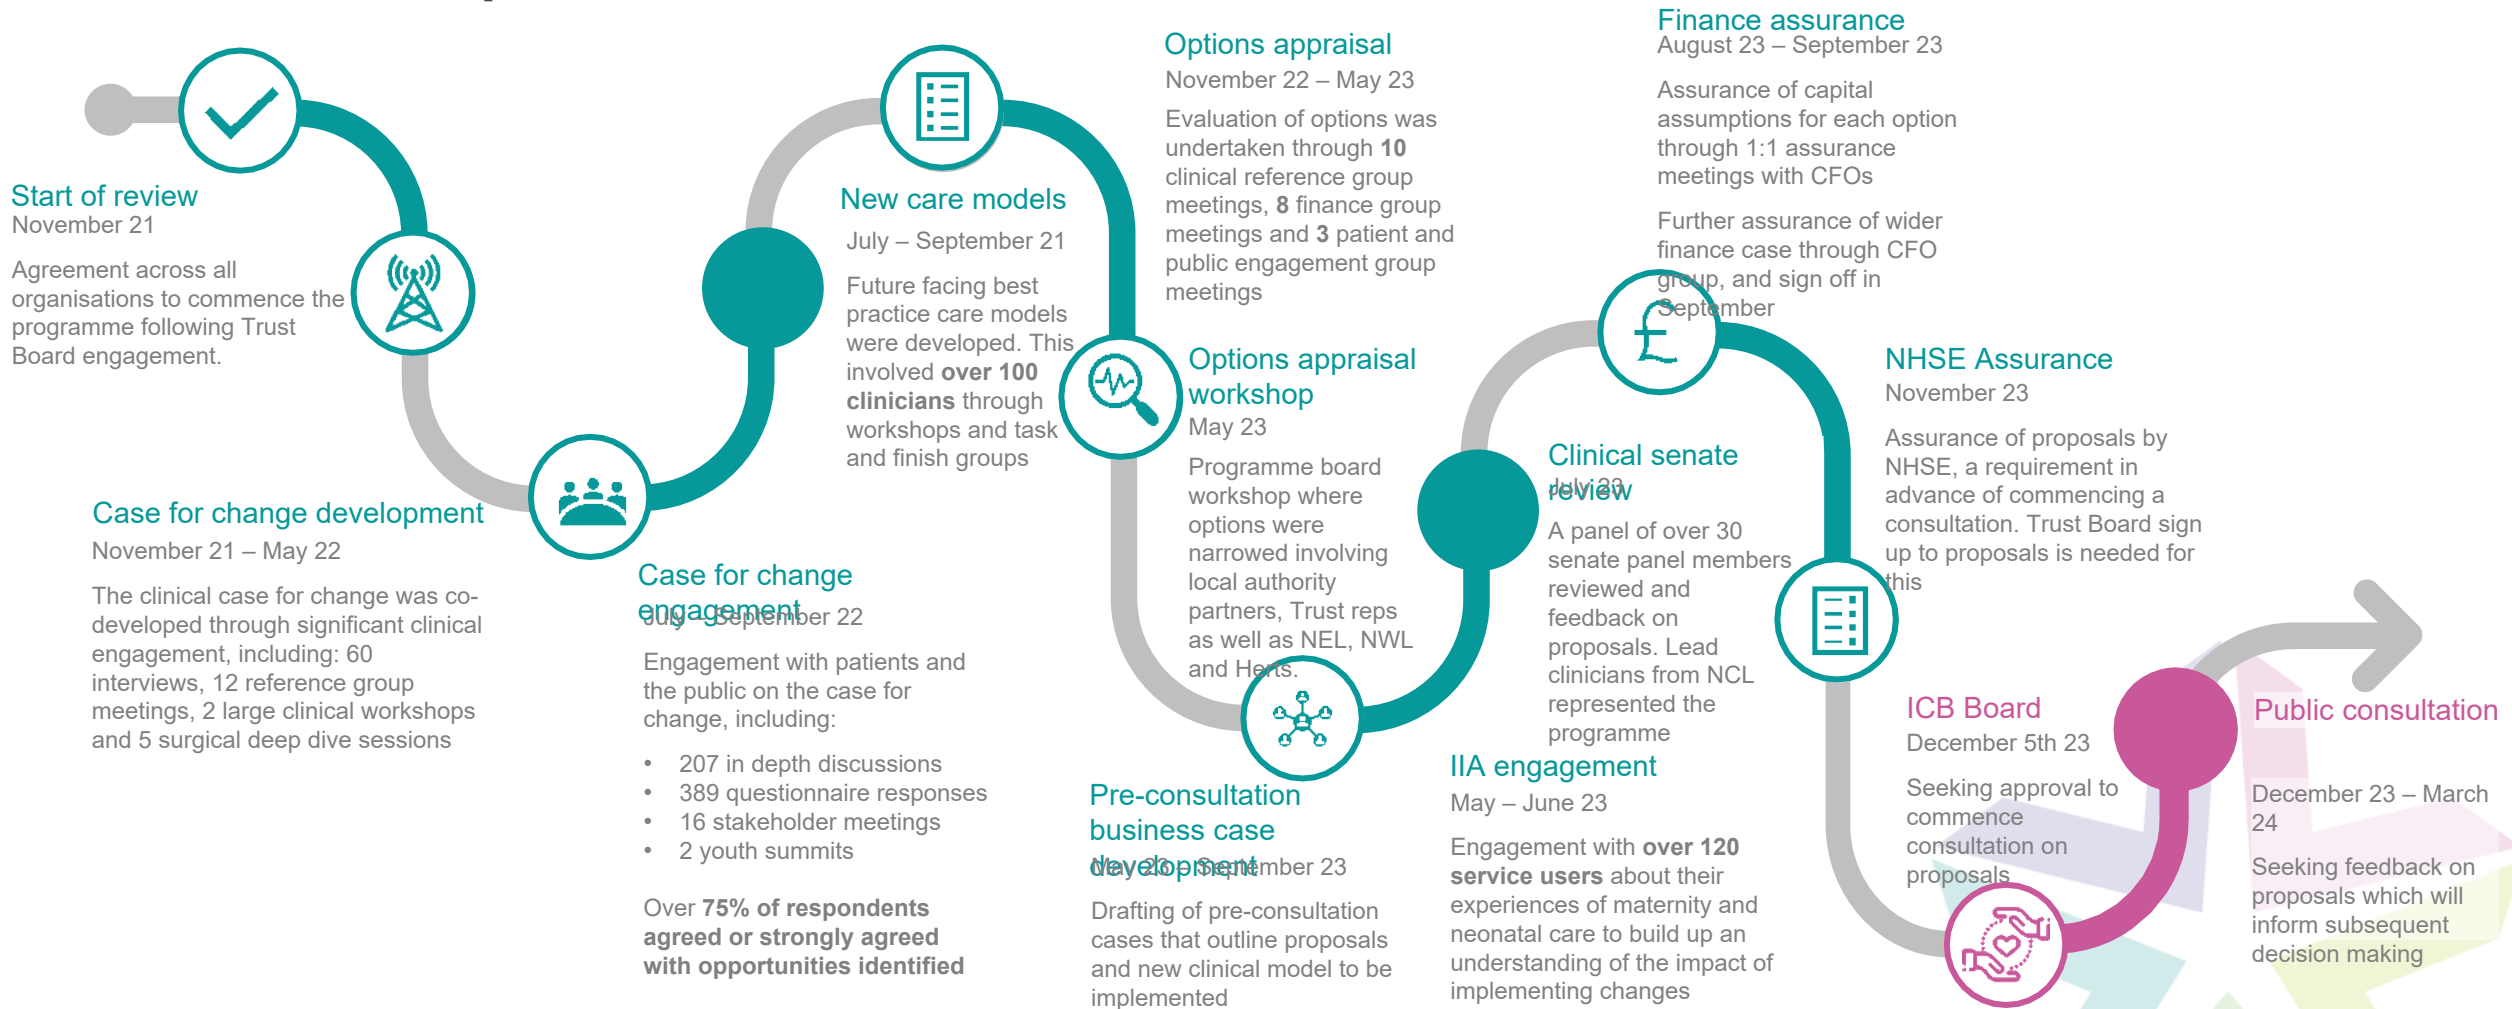 Start of review
November 21
Agreement across all
organisations to commence the
programme following Trust
Board engagement.
Case for change development
November 21 – May 22
The clinical case for change was co-
developed through significant clinical
engagement, including: 60
interviews, 12 reference group
meetings, 2 large clinical workshops
and 5 surgical deep dive sessions
Case for change
engagement
July – September 22
Engagement with patients and
the public on the case for
change, including:
• 207 in depth discussions
• 389 questionnaire responses
• 16 stakeholder meetings
• 2 youth summits
Over 75% of respondents
agreed or strongly agreed
with opportunities identified
New care models
July – September 21
Future facing best
practice care models
were developed. This
involved over 100
clinicians through
workshops and task
and finish groups
Options appraisal
November 22 – May 23
Evaluation of options was
undertaken through 10
clinical reference group
meetings, 8 finance group
meetings and 3 patient and
public engagement group
meetings
Options appraisal
workshop
May 23
Programme board
workshop where
options were
narrowed involving
local authority
partners, Trust reps
as well as NEL, NWL
and Herts.
Pre-consultation
business case
development
May 23 – September 23
Drafting of pre-consultation
cases that outline proposals
and new clinical model to be
implemented
IIA engagement
May – June 23
Engagement with over 120
service users about their
experiences of maternity and
neonatal care to build up an
understanding of the impact of
implementing changes
Clinical senate
review
July 23
A panel of over 30
senate panel members
reviewed and
feedback on
proposals. Lead
clinicians from NCL
represented the
programme
Finance assurance
August 23 – September 23
Assurance of capital
assumptions for each option
through 1:1 assurance
meetings with CFOs
Further assurance of wider
finance case through CFO
group, and sign off in
September
£
NHSE Assurance
November 23
Assurance of proposals by
NHSE, a requirement in
advance of commencing a
consultation. Trust Board sign
up to proposals is needed for
this
ICB Board
December 5th 23
Seeking approval to
commence
consultation on
proposals
Public consultation
December 23 – March
24
Seeking feedback on
proposals which will
inform subsequent
decision making